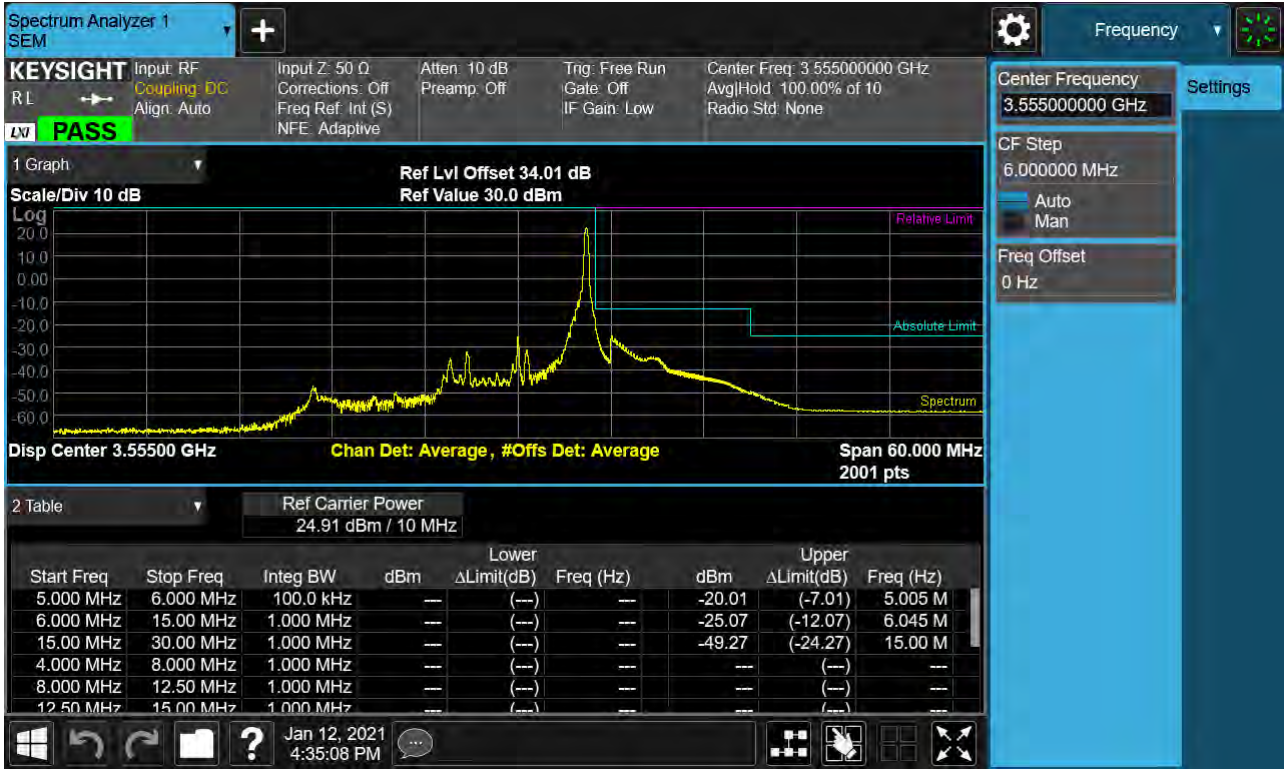 Spectrum Analyzer 1
SEM
+
Frequency
KEYSIGHT
RL
LXI
PASS
Input: RF
Coupling: DC
Align: Auto
Input Z: 50 Ω
Corrections: Off
Freq Ref: Int (S)
NFE: Adaptive
Atten: 10 dB
Preamp: Off
Trig: Free Run
Gate: Off
IF Gain: Low
Center Freq: 3.555000000 GHz
Avg|Hold: 100.00% of 10
Radio Std: None
Center Frequency
3.555000000 GHz
Settings
CF Step
6.000000 MHz
Auto
Man
Freq Offset
0 Hz
1 Graph
Ref Lvl Offset 34.01 dB
Scale/Div 10 dB
Ref Value 30.0 dBm
Log
Relative Limit
20.0
10.0
0.00
-10.0
-20.0
Absolute Limit
-30.0
-40.0
-50.0
Spectrum
-60.0
Disp Center 3.55500 GHz
Chan Det: Average, #Offs Det: Average
Span 60.000 MHz
2001 pts
2 Table
Ref Carrier Power
24.91 dBm / 10 MHz
Lower Upper
Start Freq Stop Freq Integ BW dBm ΔLimit(dB) Freq (Hz) dBm ΔLimit(dB) Freq (Hz)
5.000 MHz 6.000 MHz 100.0 kHz --- (---) --- -20.01 (-7.01) 5.005 M
6.000 MHz 15.00 MHz 1.000 MHz --- (---) --- -25.07 (-12.07) 6.045 M
15.00 MHz 30.00 MHz 1.000 MHz --- (---) --- -49.27 (-24.27) 15.00 M
4.000 MHz 8.000 MHz 1.000 MHz --- (---) --- --- (---) ---
8.000 MHz 12.50 MHz 1.000 MHz --- (---) --- --- (---) ---
12.50 MHz 15.00 MHz 1.000 MHz --- (---) --- --- (---) ---
?
Jan 12, 2021
4:35:08 PM